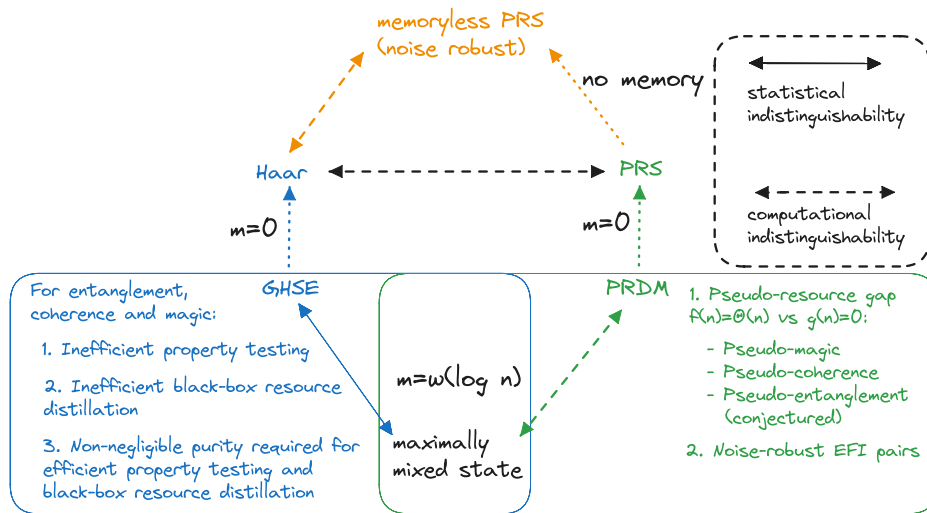 memoryless PRS
(noise robust)
no memory
statistical
indistinguishability
Haar
PRS
computational
indistinguishability
m=0
m=0
GHSE
PRDM
For entanglement,
coherence and magic:
1. Inefficient property testing
2. Inefficient black-box resource
distillation
3. Non-negligible purity required for
efficient property testing and
black-box resource distillation
m=ω(log n)
maximally
mixed state
1. Pseudo-resource gap
f(n)=Θ(n) vs g(n)=0:
- Pseudo-magic
- Pseudo-coherence
- Pseudo-entanglement
(conjectured)
2. Noise-robust EFI pairs